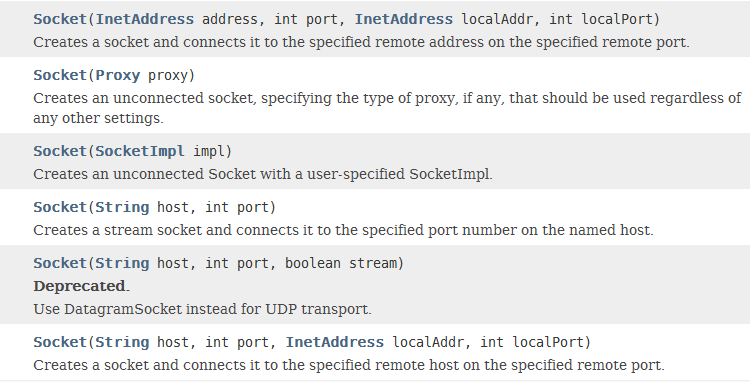 Socket(InetAddress address, int port, InetAddress localAddr, int localPort)
Creates a socket and connects it to the specified remote address on the specified remote port.
Socket(Proxy proxy)
Creates an unconnected socket, specifying the type of proxy, if any, that should be used regardless of
any other settings.
Socket(SocketImpl impl)
Creates an unconnected Socket with a user-specified SocketImpl.
Socket(String host, int port)
Creates a stream socket and connects it to the specified port number on the named host.
Socket(String host, int port, boolean stream)
Deprecated.
Use DatagramSocket instead for UDP transport.
Socket(String host, int port, InetAddress localAddr, int localPort)
Creates a socket and connects it to the specified remote host on the specified remote port.